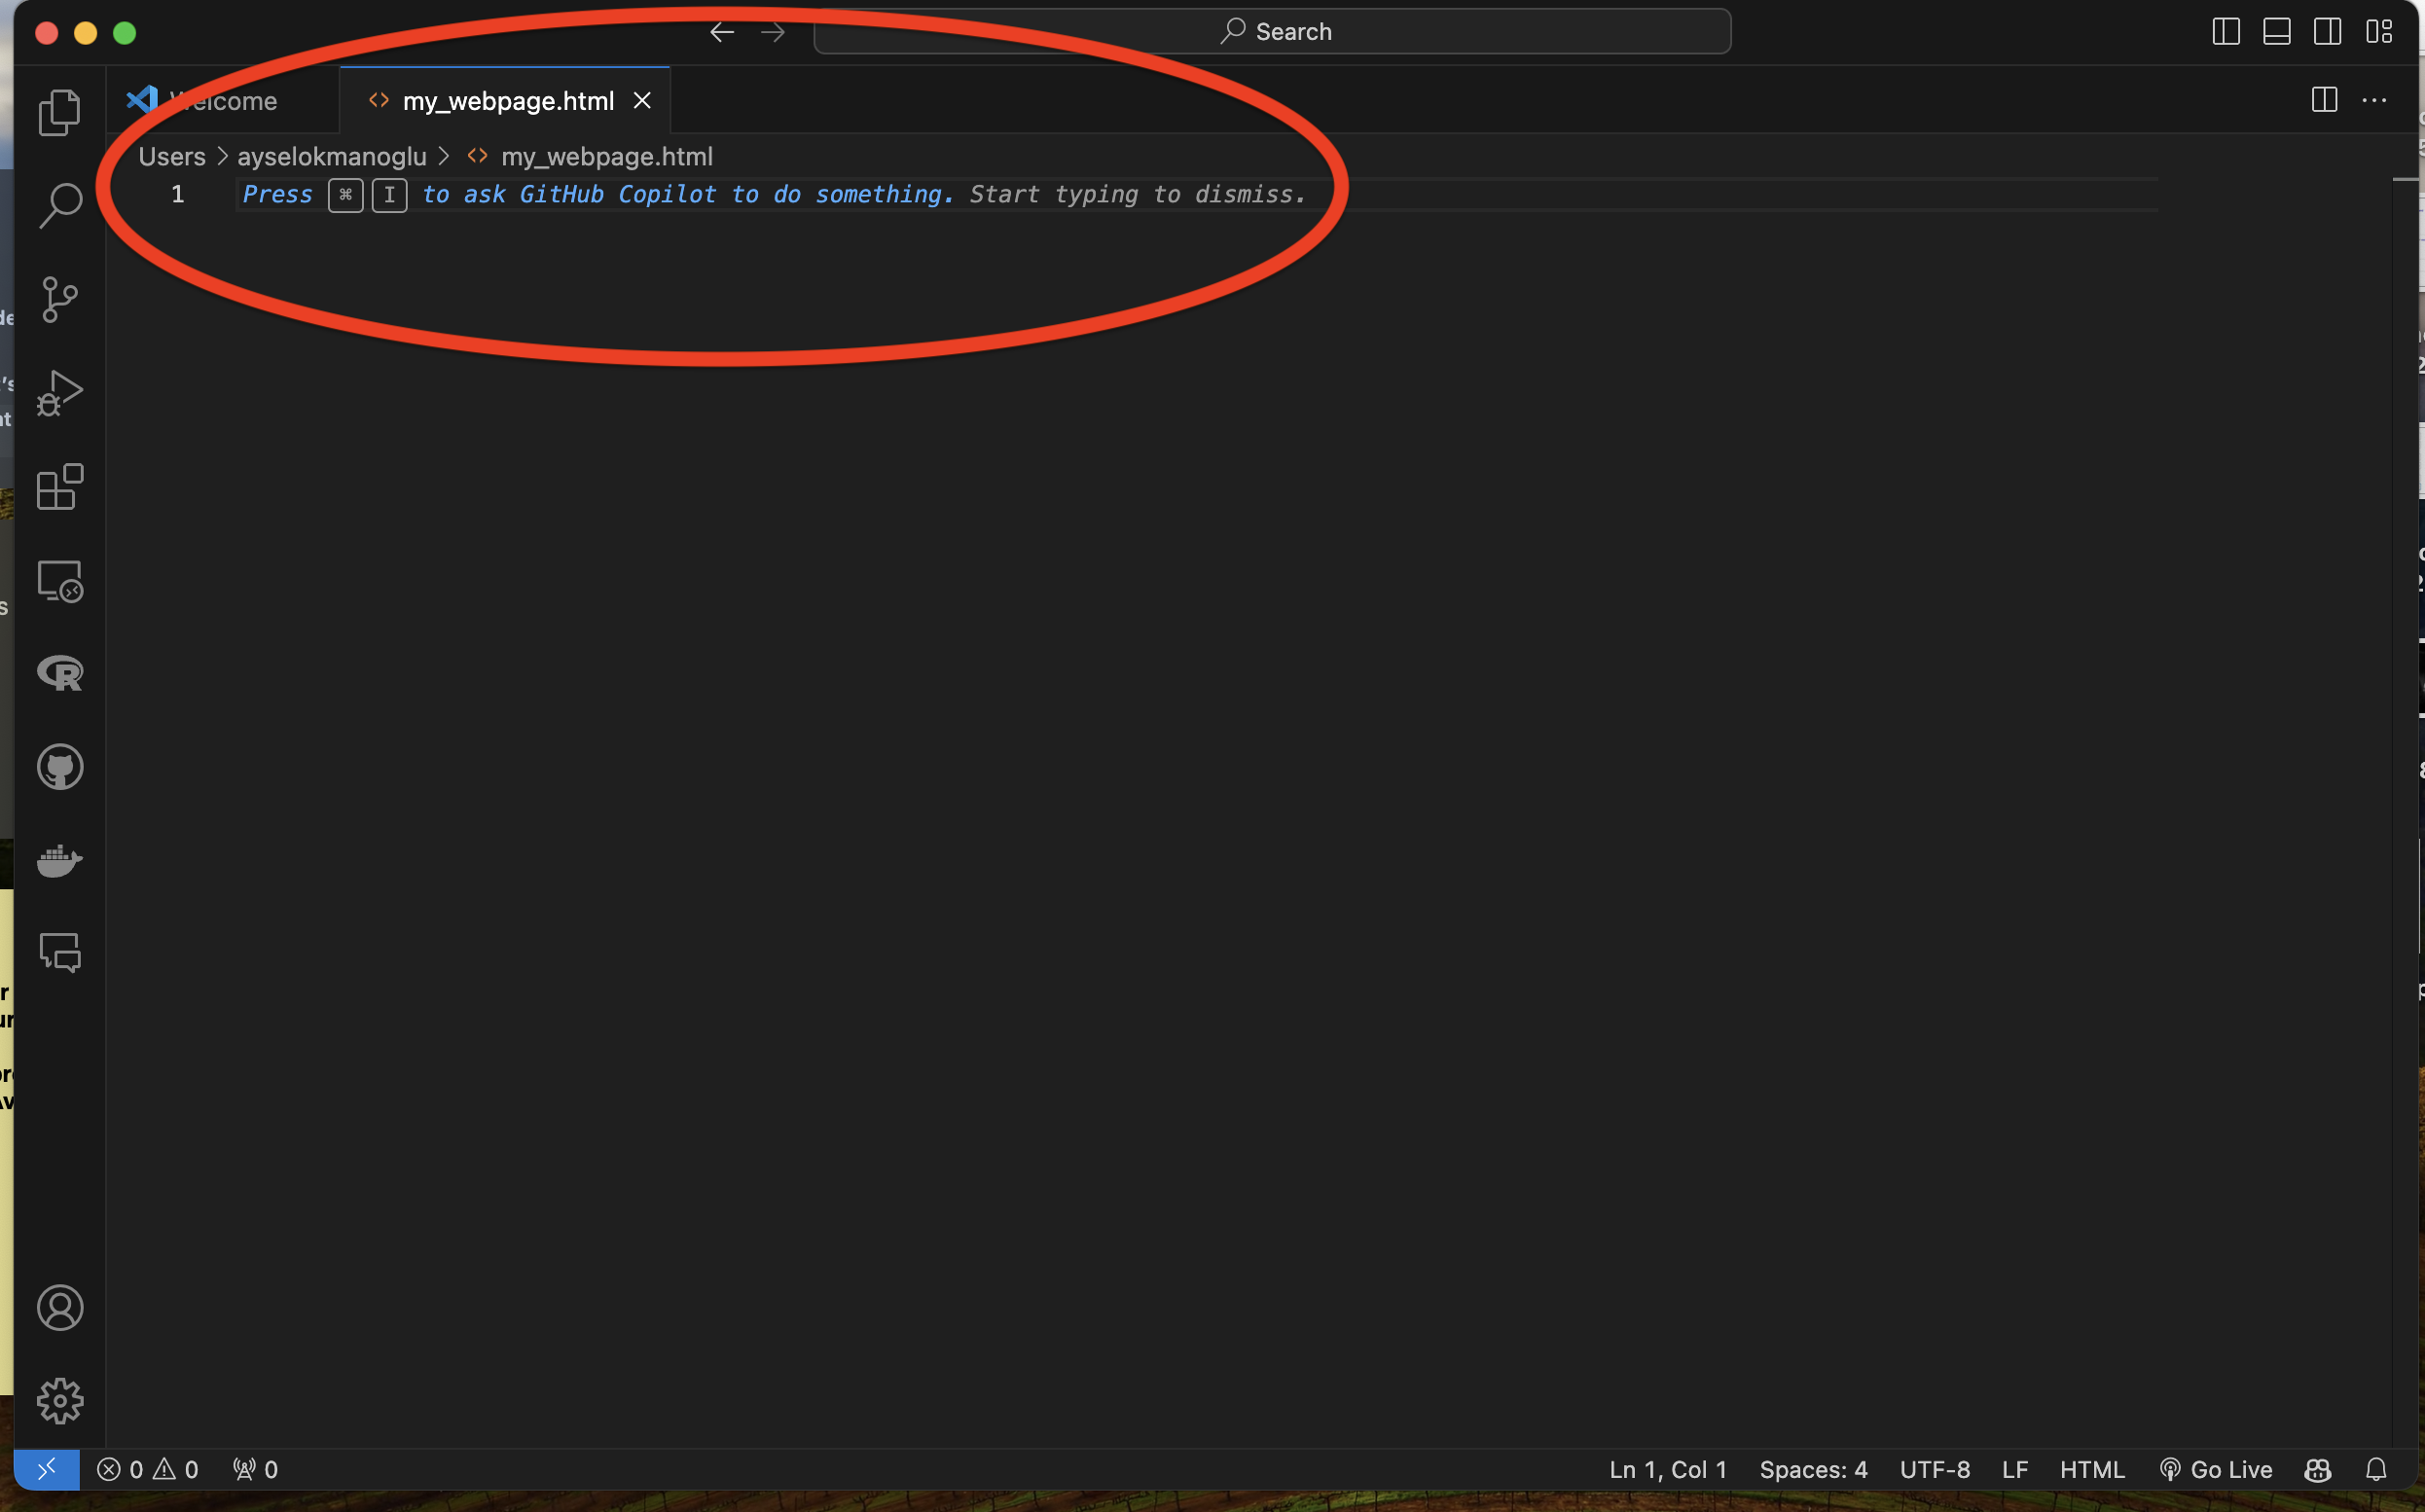 Search
Welcome
my_webpage.html
Users > ayselokmanoglu > my_webpage.html
1 Press ⌘ I to ask GitHub Copilot to do something. Start typing to dismiss.
0 0 0
Ln 1, Col 1 Spaces: 4 UTF-8 LF HTML Go Live